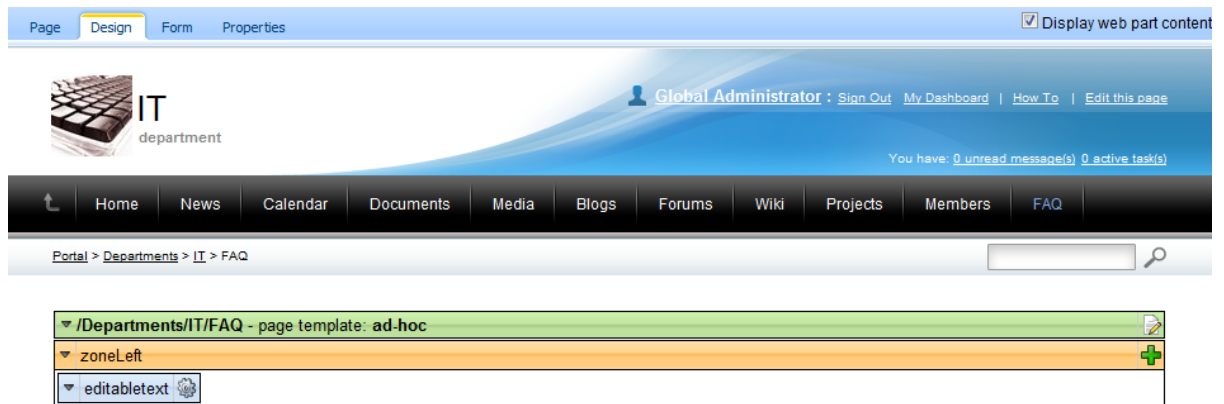 Page Design Form Properties Display web part content
IT
department
Global Administrator : Sign Out My Dashboard | How To | Edit this page
You have: 0 unread message(s) 0 active task(s)
Home News Calendar Documents Media Blogs Forums Wiki Projects Members FAQ
Portal > Departments > IT > FAQ
/Departments/IT/FAQ - page template: ad-hoc
zoneLeft
editabletext